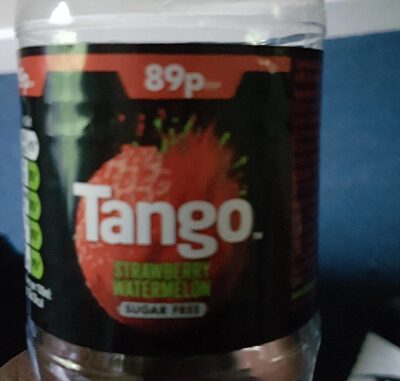 89p
Tango
STRAWBERRY
WATERMELON
SUGAR FREE